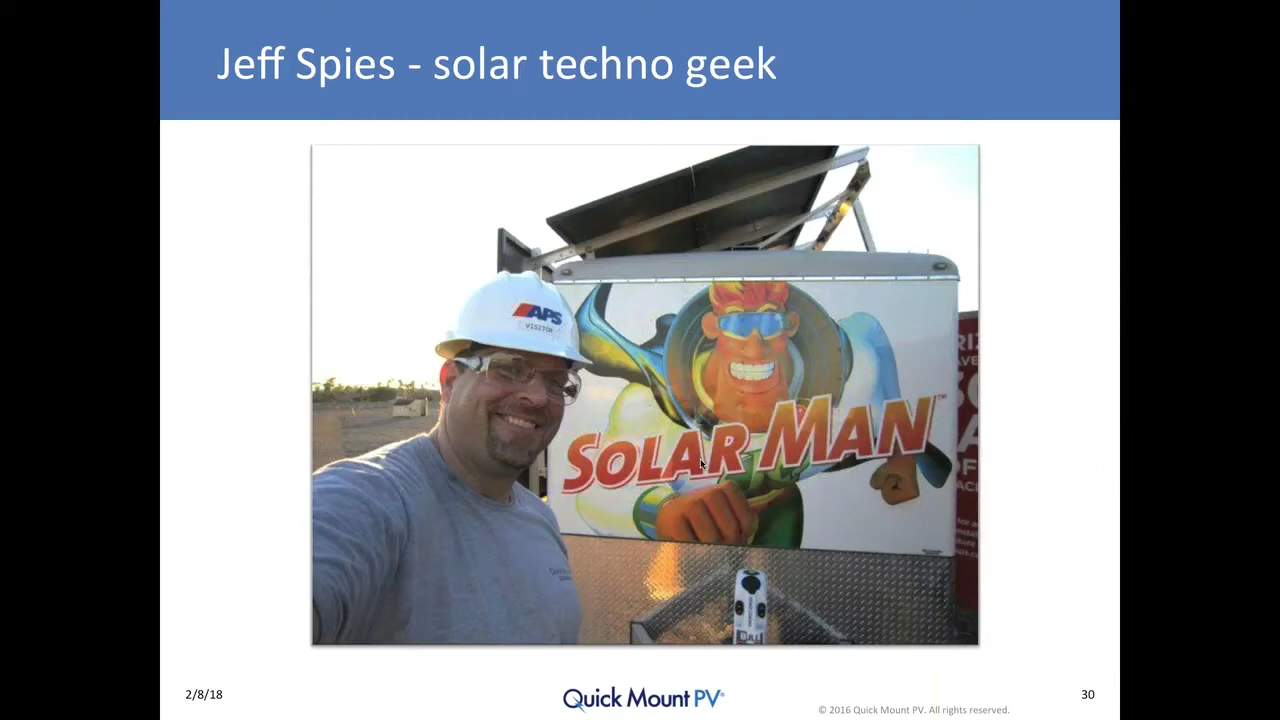 Jeff Spies - solar techno geek
APS
VISITOR
SOLAR MAN™
2/8/18
Quick Mount PV®
30
© 2016 Quick Mount PV. All rights reserved.